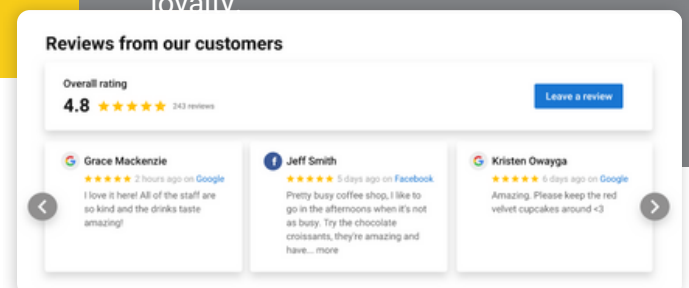 loyalty.
Reviews from our customers
Overall rating
4.8 243 reviews
Leave a review
Grace Mackenzie
2 hours ago on Google
I love it here! All of the staff are
so kind and the drinks taste
amazing!
f Jeff Smith
5 days ago on Facebook
Pretty busy coffee shop, I like to
go in the afternoons when it's not
as busy. Try the chocolate
croissants, they're amazing and
have... more
G Kristen Owayga
6 days ago on Google
Amazing. Please keep the red
velvet cupcakes around <3